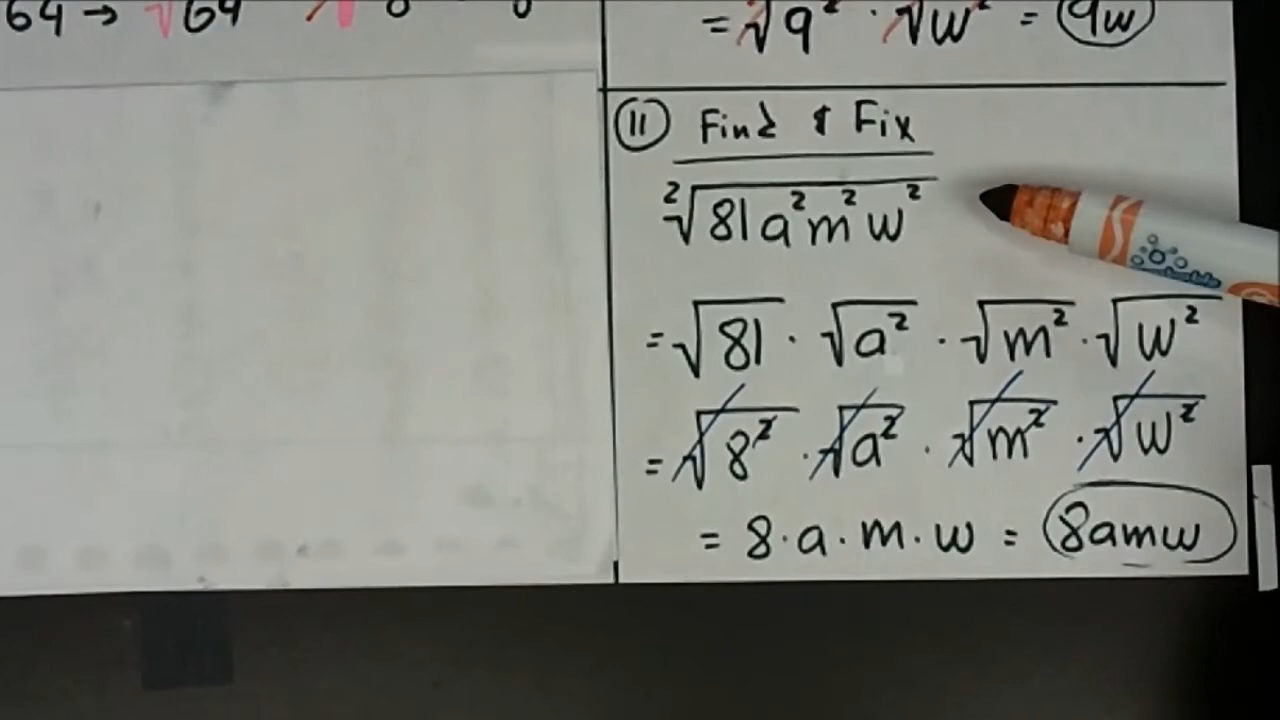 64 → √64
= √9² · √w² = 9w
11 Find & Fix
²√81a²m²w²
= √81 · √a² · √m² · √w²
= √8² · √a² · √m² · √w²
= 8·a·m·w = 8amw